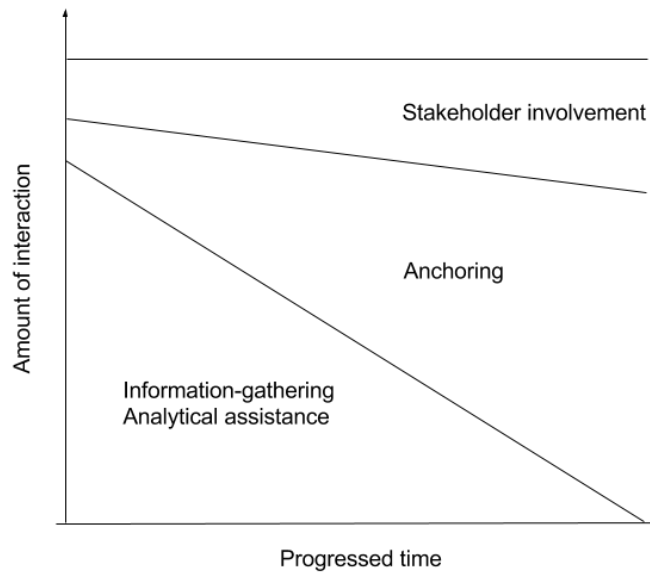 Stakeholder involvement
Amount of interaction
Anchoring
Information-gathering
Analytical assistance
Progressed time